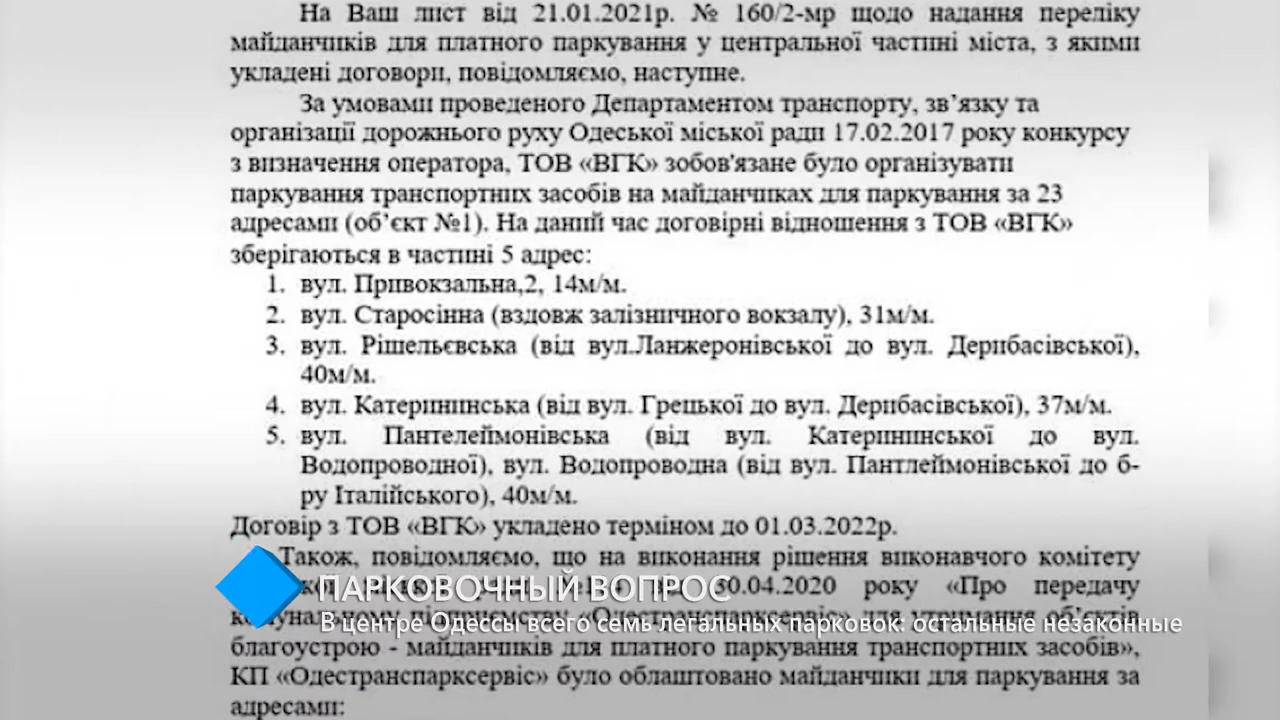 На Ваш лист від 21.01.2021р. № 160/2-мр щодо надання переліку
майданчиків для платного паркування у центральної частині міста, з якими
укладені договори, повідомляємо, наступне.
За умовами проведеного Департаментом транспорту, зв’язку та
організації дорожнього руху Одеської міської ради 17.02.2017 року конкурсу
з визначення оператора, ТОВ «ВГК» зобов'язане було організувати
паркування транспортних засобів на майданчиках для паркування за 23
адресами (об’єкт №1). На даний час договірні відношення з ТОВ «ВГК»
зберігаються в частині 5 адрес:
1. вул. Привокзальна,2, 14м/м.
2. вул. Старосінна (вздовж залізничного вокзалу), 31м/м.
3. вул. Рішельєвська (від вул.Ланжеронівської до вул. Дерибасівської),
40м/м.
4. вул. Катерининська (від вул. Грецької до вул. Дерибасівської), 37м/м.
5. вул. Пантелеймонівська (від вул. Катерининської до вул.
Водопроводної), вул. Водопроводна (від вул. Пантлеймонівської до б-
ру Італійського), 40м/м.
Договір з ТОВ «ВГК» укладено терміном до 01.03.2022р.
Також, повідомляємо, що на виконання рішення виконавчого комітету
30.04.2020 року «Про передачу
ПАРКОВОЧНЫЙ ВОПРОС
комунальному підприємству «Одестранспарксервіс» для утримання об’єктів
В центре Одессы всего семь легальных парковок: остальные незаконные
благоустрою - майданчиків для платного паркування транспортних засобів»,
КП «Одестранспарксервіс» було облаштовано майданчики для паркування за
адресами: